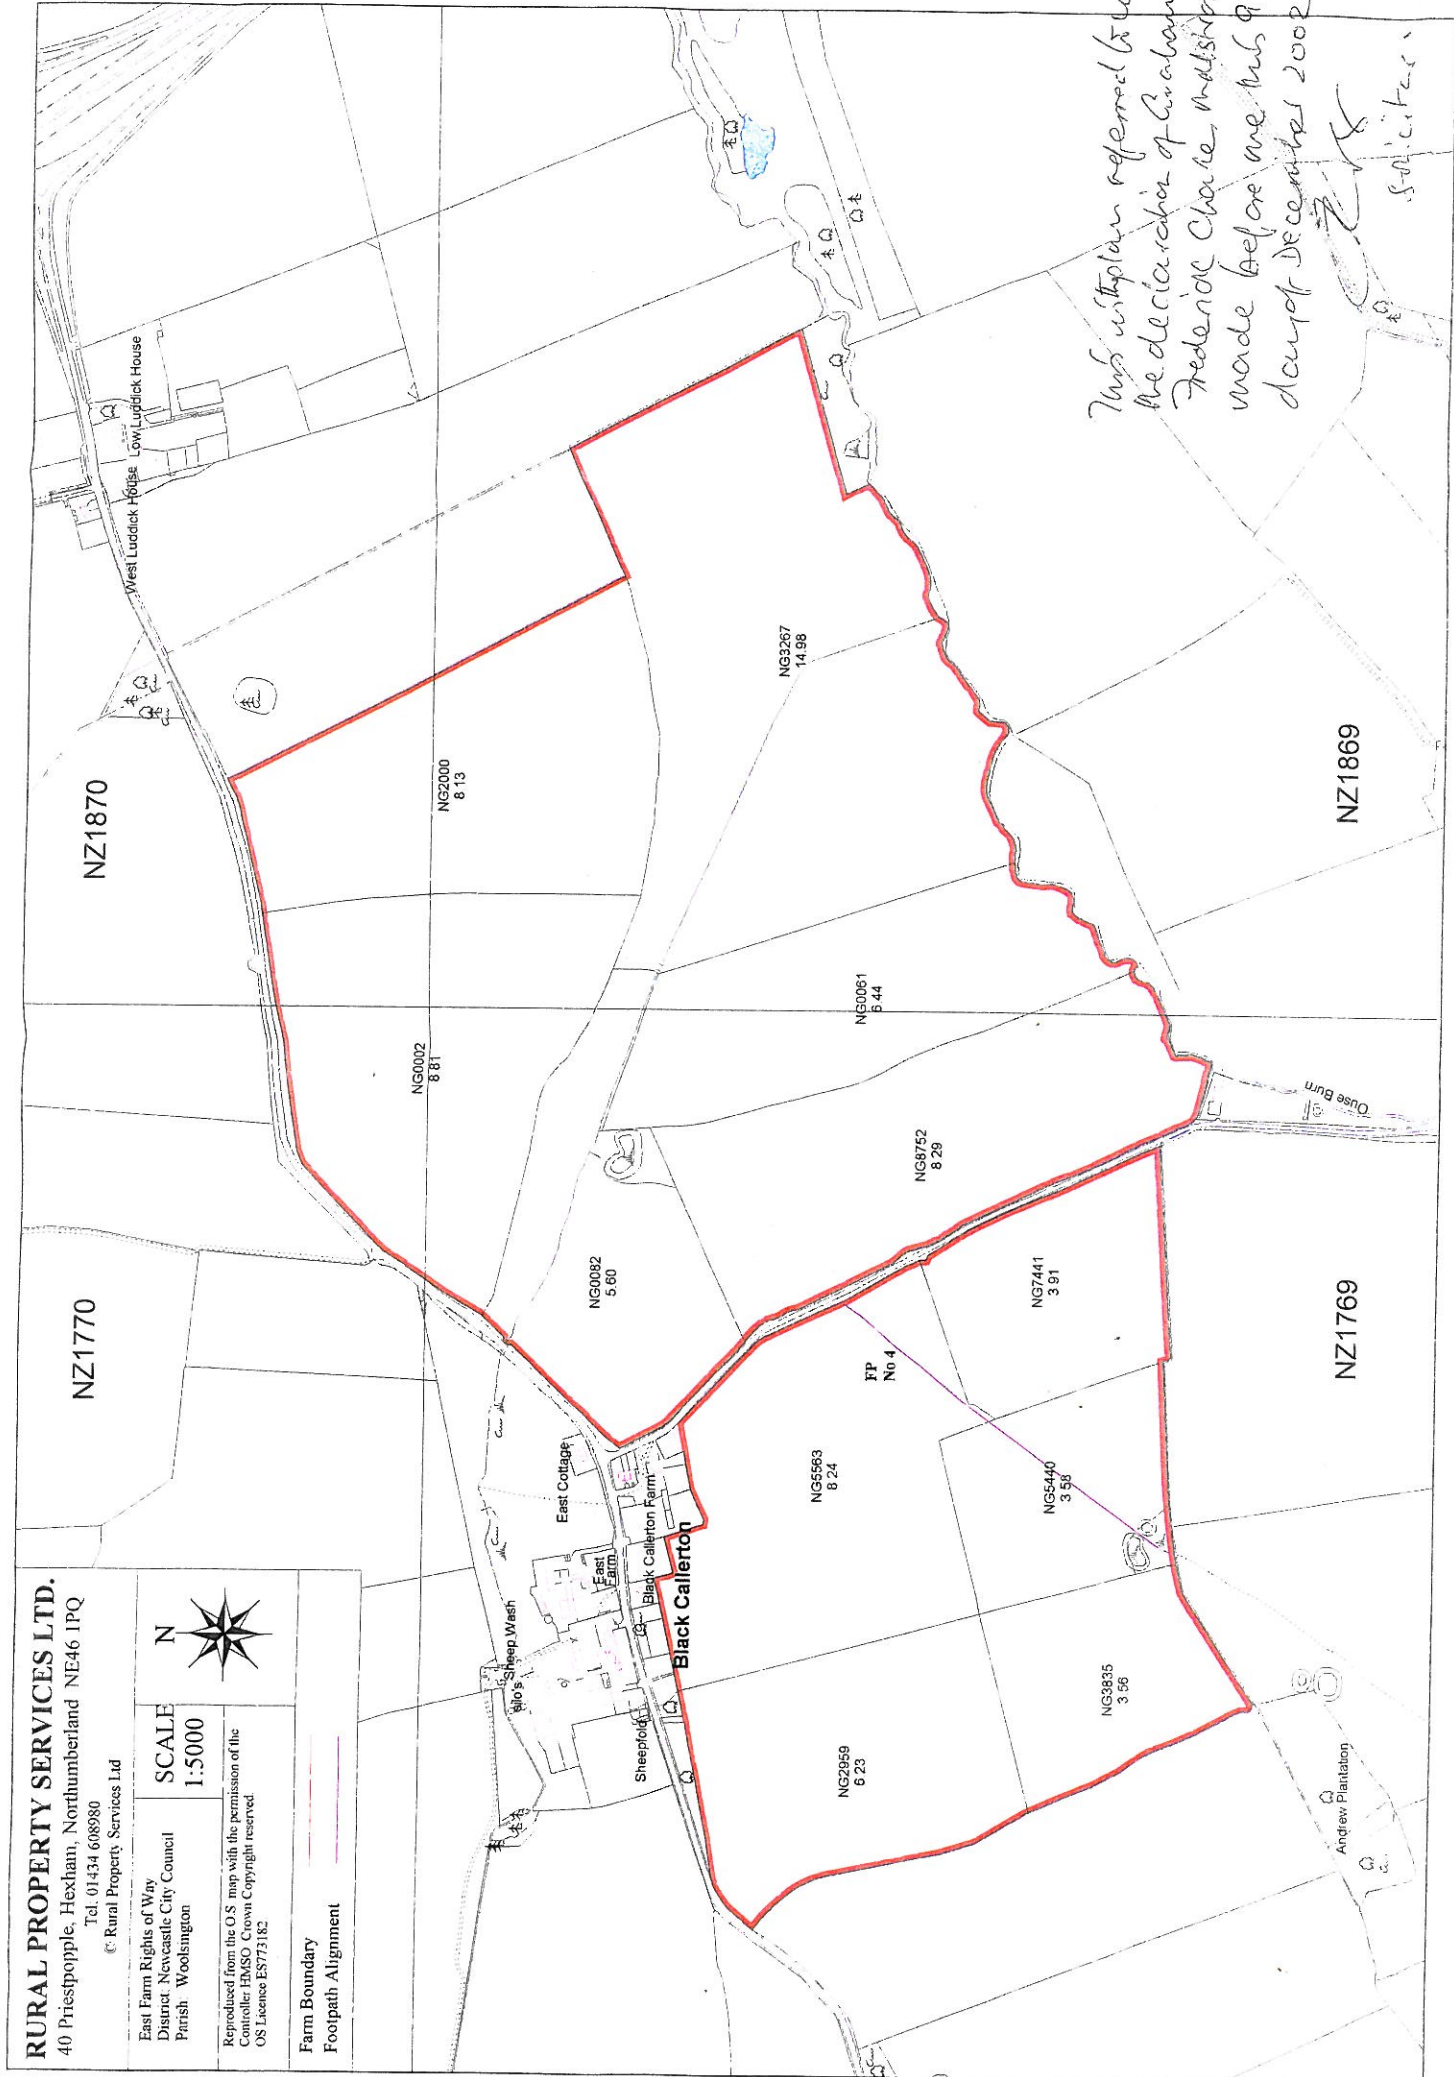 RURAL PROPERTY SERVICES LTD.
40 Priestpopple, Hexham, Northumberland NE46 1PQ
Tel. 01434 608980
© Rural Property Services Ltd
East Farm Rights of Way
District. Newcastle City Council
Parish Woolsington
SCALE
1:5000
N
Reproduced from the O.S. map with the permission of the
Controller HMSO Crown Copyright reserved
OS Licence ES773182
Farm Boundary
Footpath Alignment
NZ1770
NZ1870
West Luddick House
Low Luddick House
NG2000
8 13
NG0002
8 81
NG3267
14.98
NG0061
6 44
NG0082
5.60
NG8752
8 29
NG7441
3 91
FP
No 4
NG5563
8 24
NG5440
3 58
NG2959
6 23
NG3835
3.56
East Cottage
East
Farm
Black Callerton Farm
Black Callerton
Silo's
Sheep Wash
Sheepfold
Ouse Burn
Andrew Plantation
NZ1769
NZ1869
This is the plan referred to
the declaration of Graham
Frederick
made before me this 9
day of December 2002
Solicitor